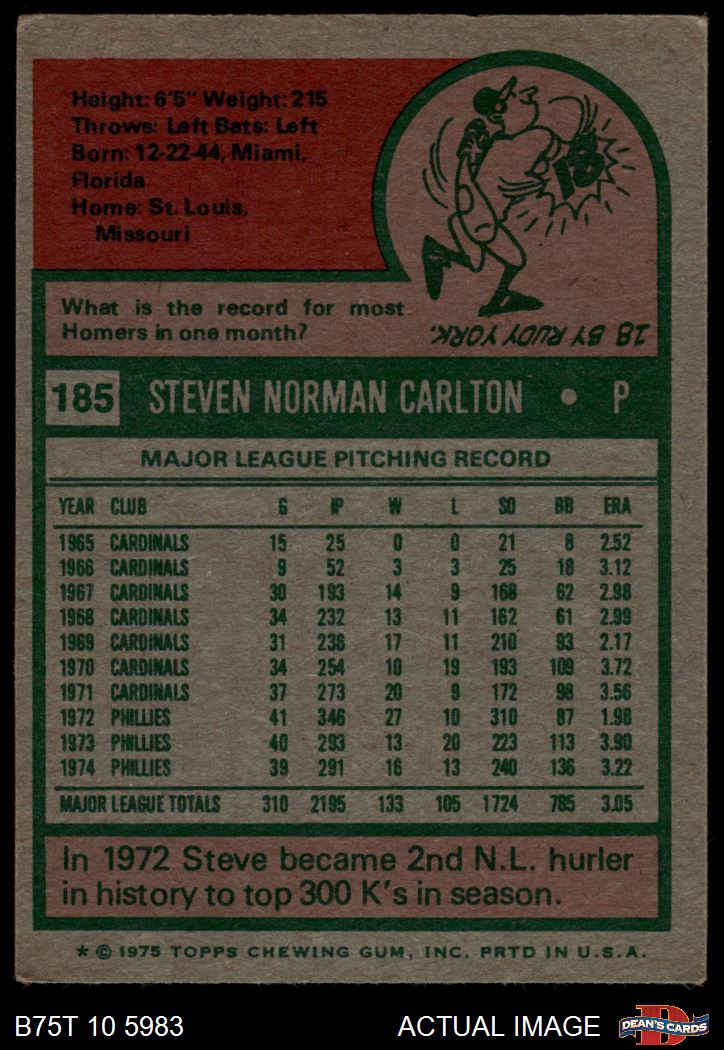 Height: 6'5" Weight: 215
Throws: Left Bats: Left
Born: 12-22-44, Miami,
Florida
Home: St. Louis,
Missouri
18
What is the record for most
Homers in one month?
18 BY RUDY YORK.
185 STEVEN NORMAN CARLTON • P
MAJOR LEAGUE PITCHING RECORD
YEAR CLUB G IP W L SO BB ERA
1965 CARDINALS 15 25 0 0 21 8 2.52
1966 CARDINALS 9 52 3 3 25 18 3.12
1967 CARDINALS 30 193 14 9 168 62 2.98
1968 CARDINALS 34 232 13 11 162 61 2.99
1969 CARDINALS 31 236 17 11 210 93 2.17
1970 CARDINALS 34 254 10 19 193 109 3.72
1971 CARDINALS 37 273 20 9 172 98 3.56
1972 PHILLIES 41 346 27 10 310 87 1.98
1973 PHILLIES 40 293 13 20 223 113 3.90
1974 PHILLIES 39 291 16 13 240 136 3.22
MAJOR LEAGUE TOTALS 310 2195 133 105 1724 785 3.05
In 1972 Steve became 2nd N.L. hurler
in history to top 300 K's in season.
* © 1975 TOPPS CHEWING GUM, INC. PRTD IN U.S.A.
B75T 10 5983 ACTUAL IMAGE D DEAN'S CARDS